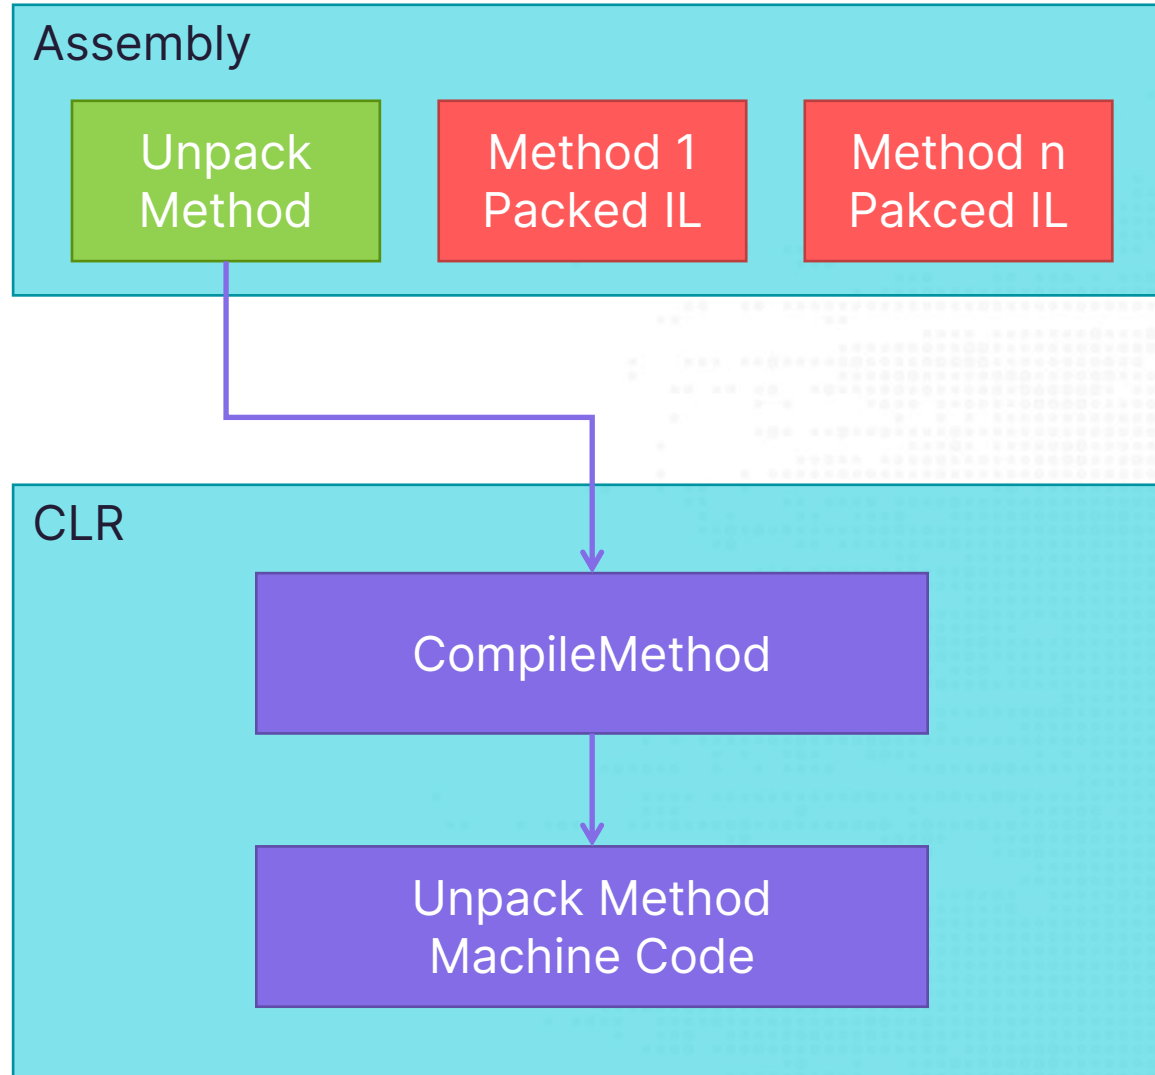 Assembly
Unpack
Method
Method 1
Packed IL
Method n
Pakced IL
CLR
CompileMethod
Unpack Method
Machine Code